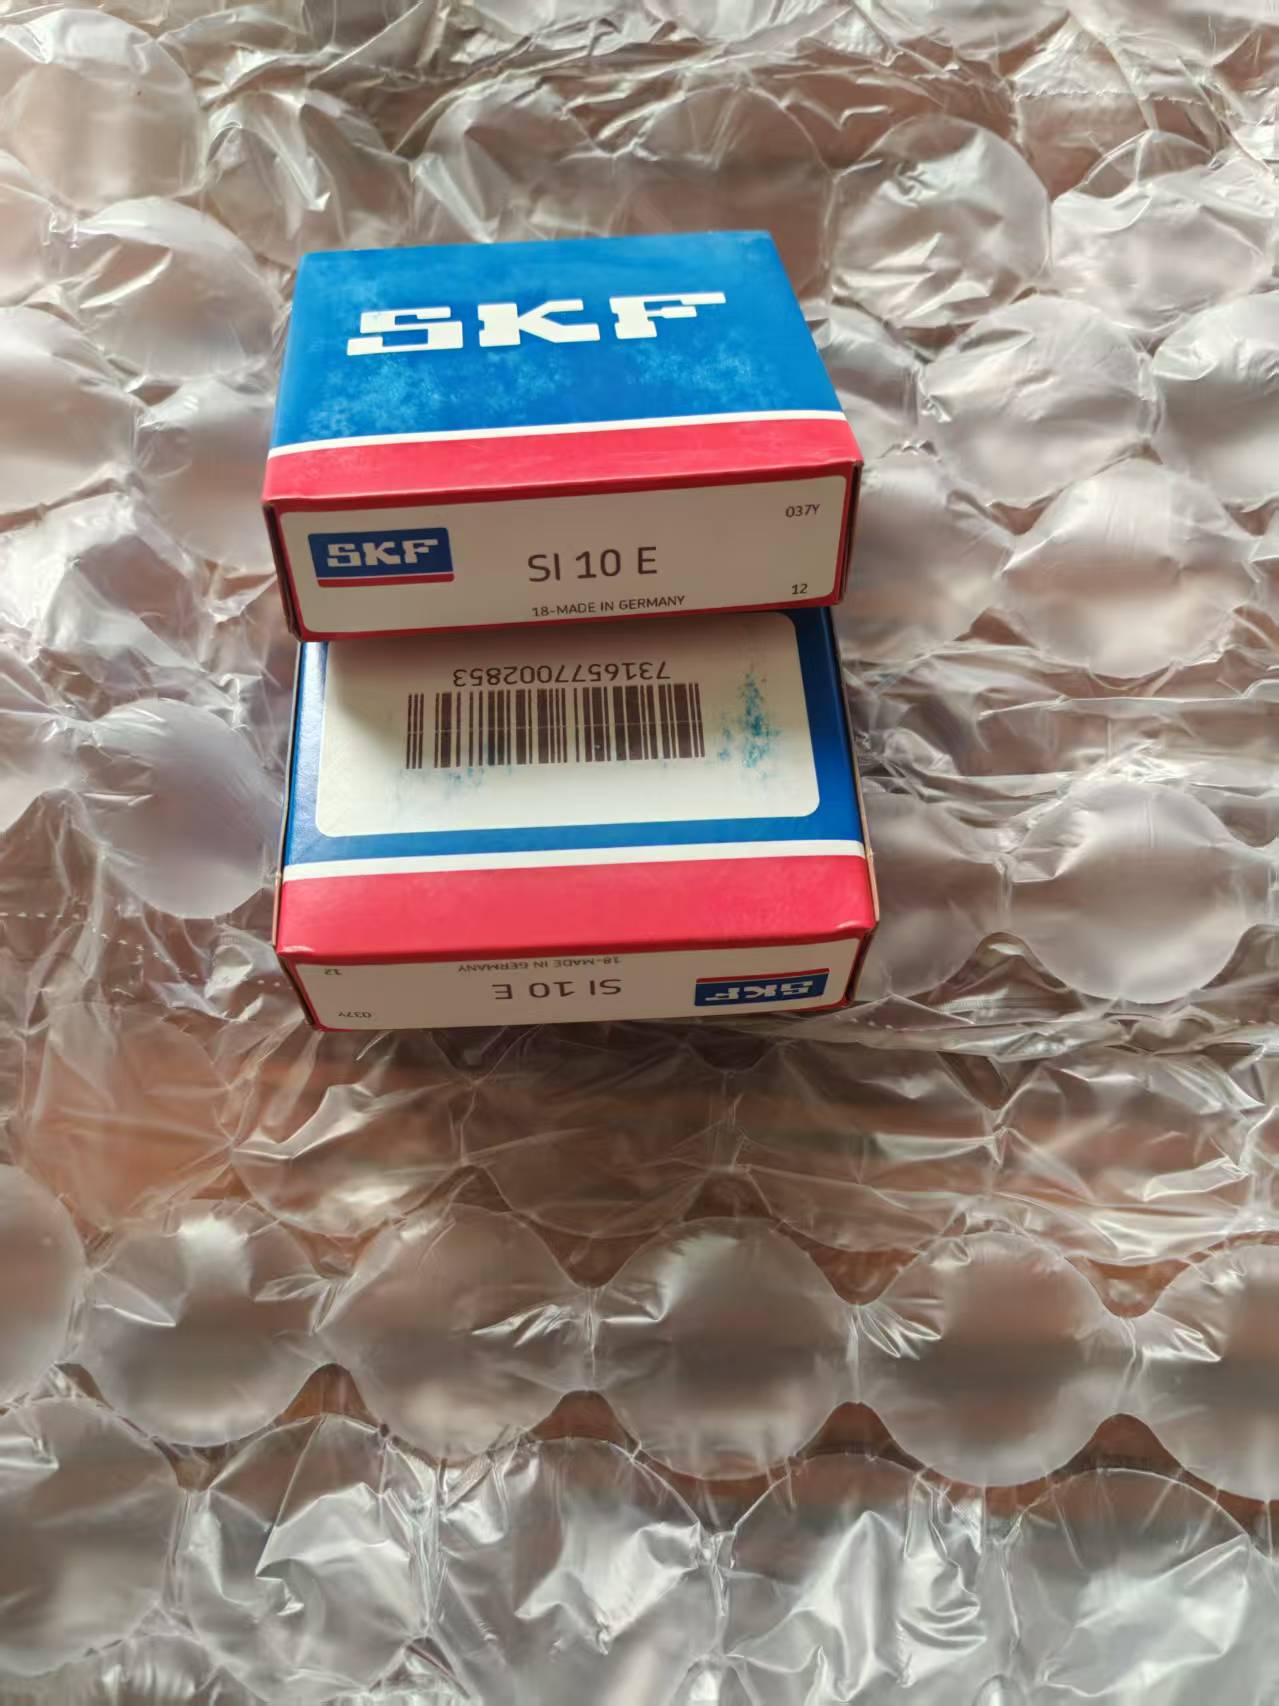 SKF
037Y
SKF
SI 10 E
12
18-MADE IN GERMANY
7316577002853
SKF
SI 10 E
037Y
18-MADE IN GERMANY
12